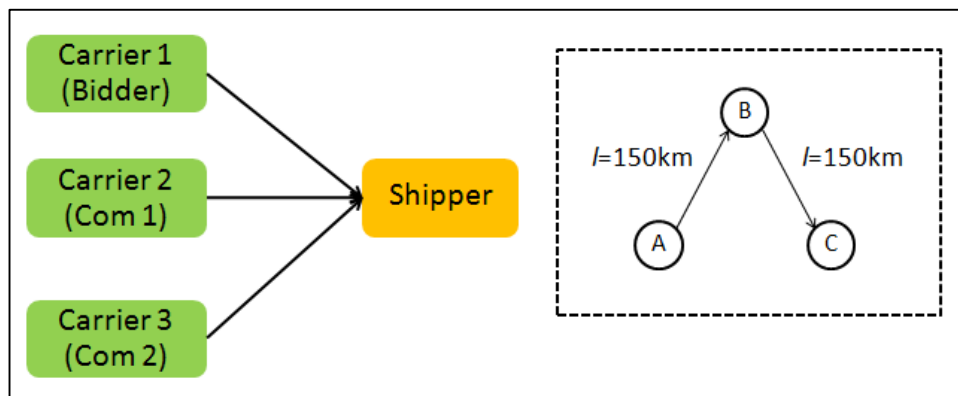 Carrier 1
(Bidder)
Carrier 2
(Com 1)
Carrier 3
(Com 2)
Shipper
B
l=150km
l=150km
A
C